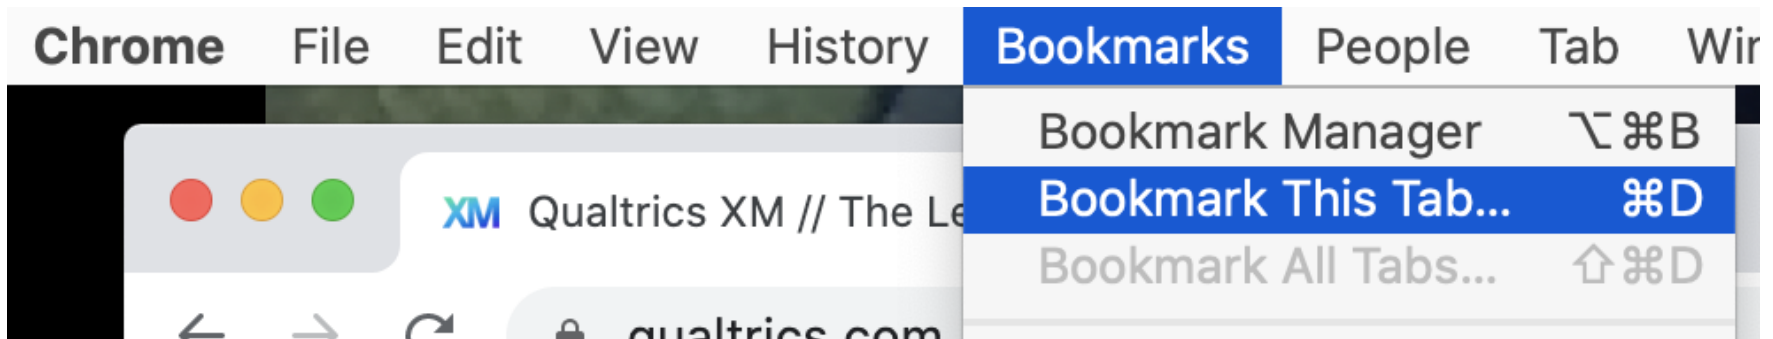 Chrome File Edit View History Bookmarks People Tab Win
Bookmark Manager ⌥⌘B
Bookmark This Tab... ⌘D
Bookmark All Tabs... ⇧⌘D
XM Qualtrics XM // The Le
qualtrics.com